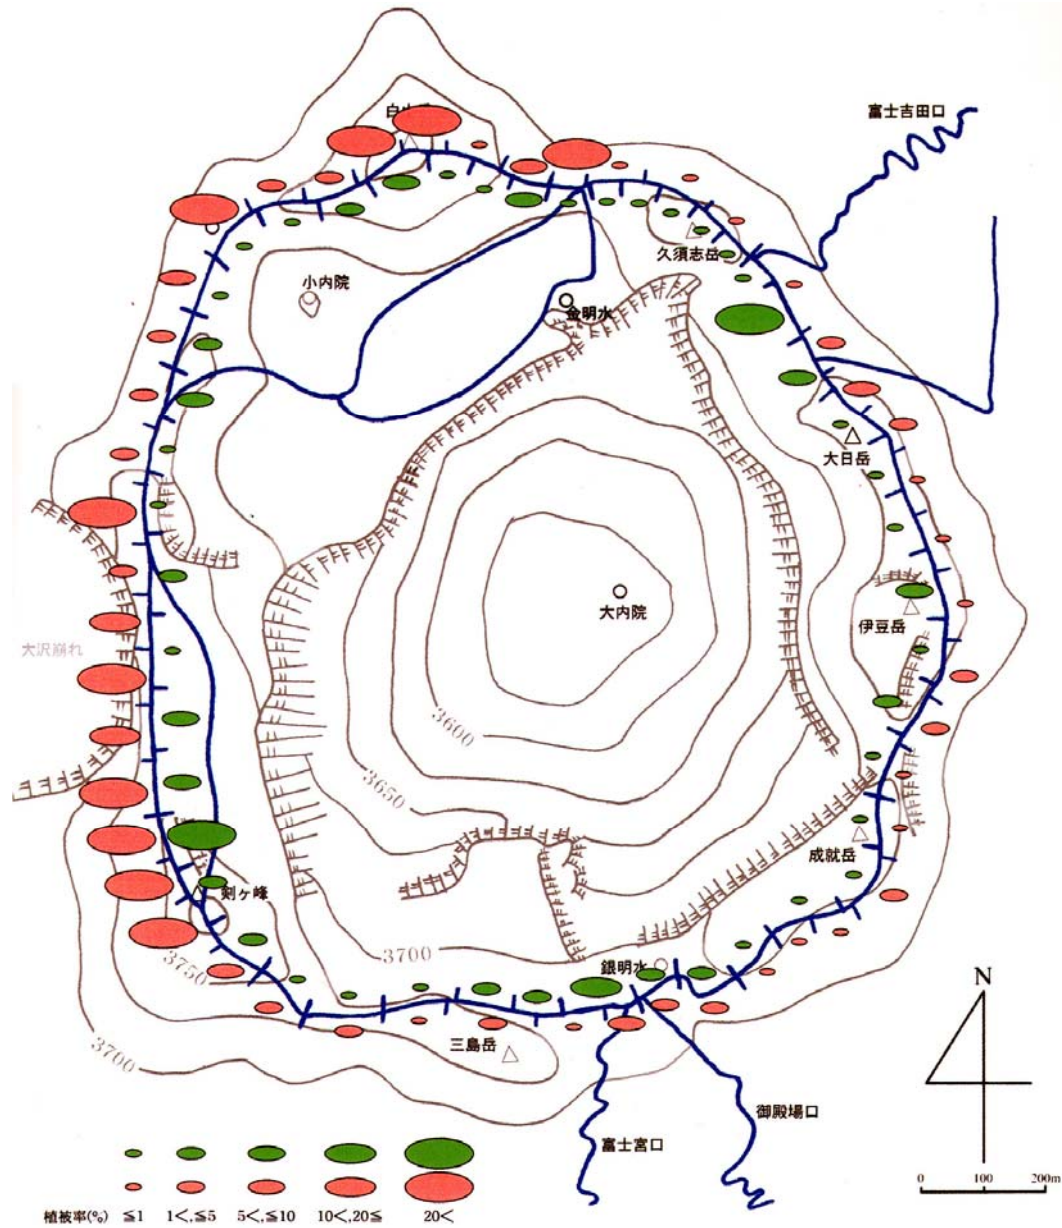 富士吉田口
久須志岳
小内院
金明水
大日岳
大内院
伊豆岳
大沢崩れ
3600
3650
成就岳
剣ヶ峰
3700
銀明水
3750
三島岳
3700
N
御殿場口
富士宮口
0 100 200m
植被率(%) ≦1 1<,≦5 5<,≦10 10<,20≦ 20<